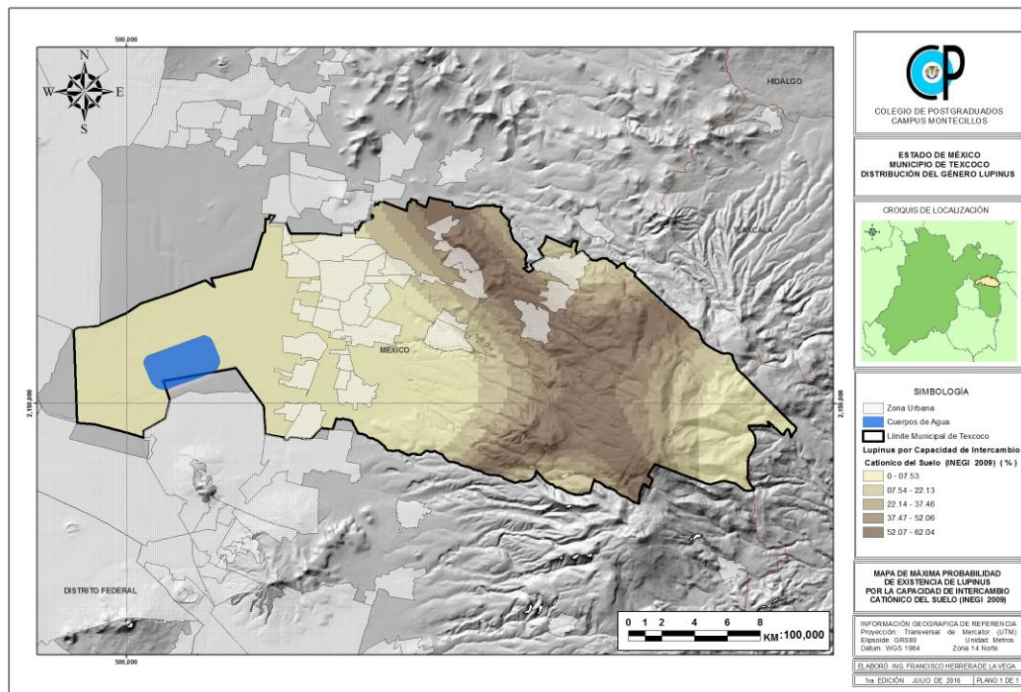 500,000
N
W E
S
HIDALGO
TLAXCALA
MÉXICO
2,150,000
2,150,000
DISTRITO FEDERAL
0 1 2 4 6 8
KM:100,000
500,000
CP
COLEGIO DE POSTGRADUADOS
CAMPUS MONTECILLOS
ESTADO DE MÉXICO
MUNICIPIO DE TEXCOCO
DISTRIBUCIÓN DEL GÉNERO LUPINUS
CROQUIS DE LOCALIZACIÓN
SIMBOLOGÍA
Zona Urbana
Cuerpos de Agua
Límite Municipal de Texcoco
Lupinus por Capacidad de Intercambio
Catíonico del Suelo (INEGI 2009) (%)
0 - 07.53
07.54 - 22.13
22.14 - 37.46
37.47 - 52.06
52.07 - 62.04
MAPA DE MÁXIMA PROBABILIDAD
DE EXISTENCIA DE LUPINUS
POR LA CAPACIDAD DE INTERCAMBIO
CATIÓNICO DEL SUELO (INEGI 2009)
INFORMACIÓN GEOGRAFICA DE REFERENCIA
Proyección: Transversal de Mercator (UTM)
Elipsoide: GRS80 Unidad: Metros
Datum: WGS 1984 Zona 14 Norte
ELABORÓ: ING. FRANCISCO HERRERA DE LA VEGA
1ra. EDICIÓN JULIO DE 2016 PLANO 1 DE 1